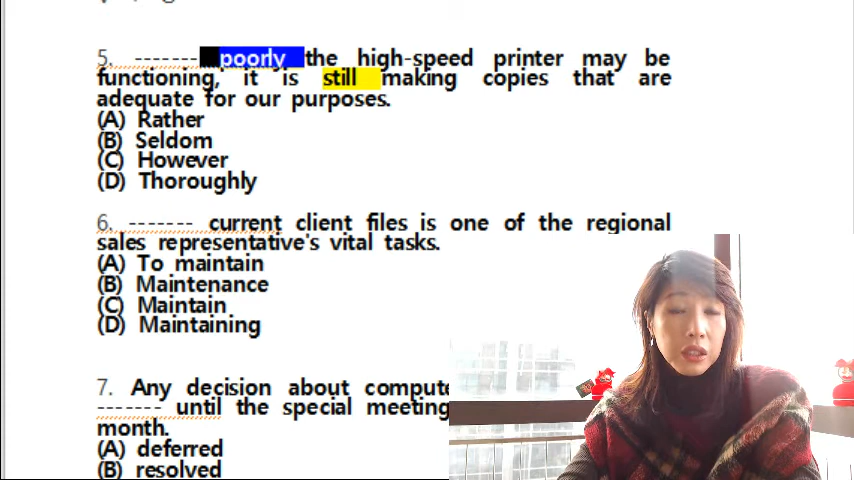 5. ------- poorly the high-speed printer may be
functioning, it is still making copies that are
adequate for our purposes.
(A) Rather
(B) Seldom
(C) However
(D) Thoroughly
6. ------- current client files is one of the regional
sales representative's vital tasks.
(A) To maintain
(B) Maintenance
(C) Maintain
(D) Maintaining
7. Any decision about
------- until the special meeting
month.
(A) deferred
(B) resolved